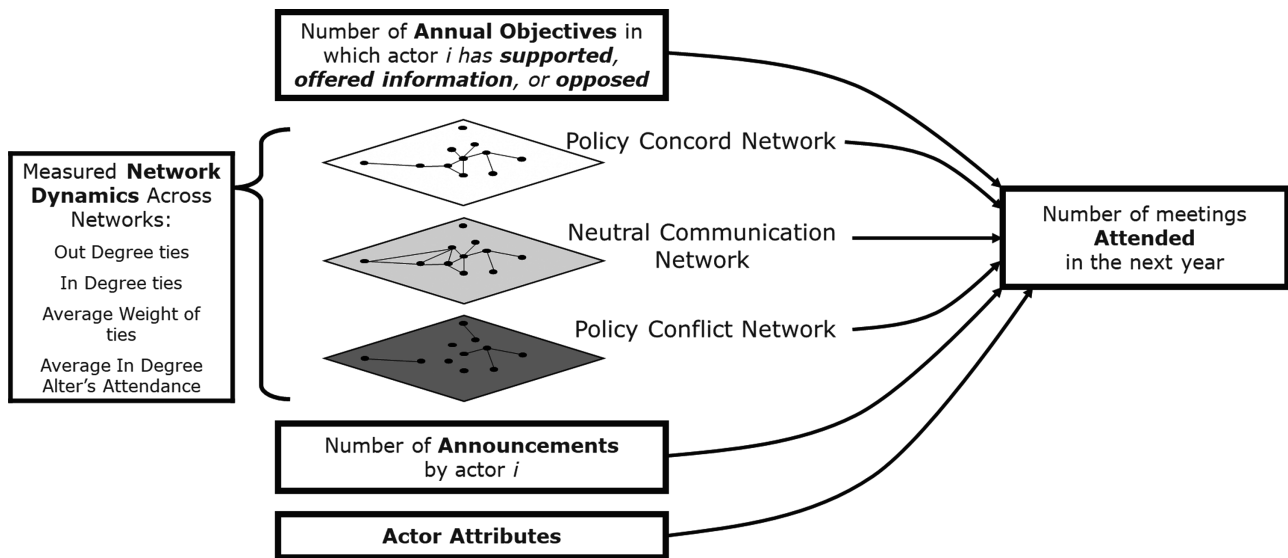 Number of Annual Objectives in
which actor i has supported,
offered information, or opposed
Policy Concord Network
Measured Network
Dynamics Across
Networks:
Out Degree ties
In Degree ties
Average Weight of
ties
Average In Degree
Alter's Attendance
Neutral Communication
Network
Policy Conflict Network
Number of meetings
Attended
in the next year
Number of Announcements
by actor i
Actor Attributes